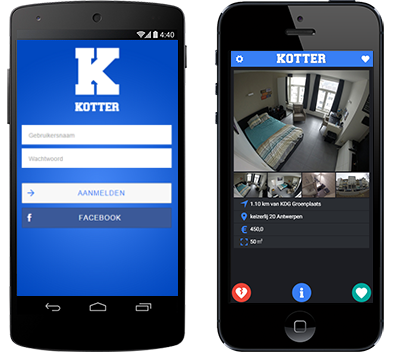 4:40
K
KOTTER
Gebruikersnaam
Wachtwoord
AANMELDEN
f FACEBOOK
KOTTER
1.10 km van KDG Groenplaats
keizerlij 20 Antwerpen
€ 450,0
50 m²
i